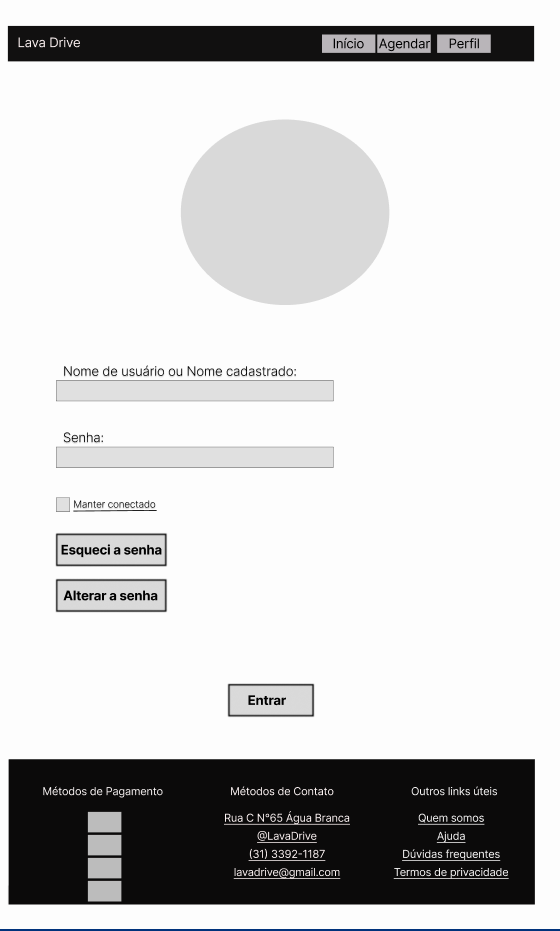 Lava Drive
Início
Agendar
Perfil
Nome de usuário ou Nome cadastrado:
Senha:
Manter conectado
Esqueci a senha
Alterar a senha
Entrar
Métodos de Pagamento
Métodos de Contato
Rua C N°65 Água Branca
@LavaDrive
(31) 3392-1187
lavadrive@gmail.com
Outros links úteis
Quem somos
Ajuda
Dúvidas frequentes
Termos de privacidade